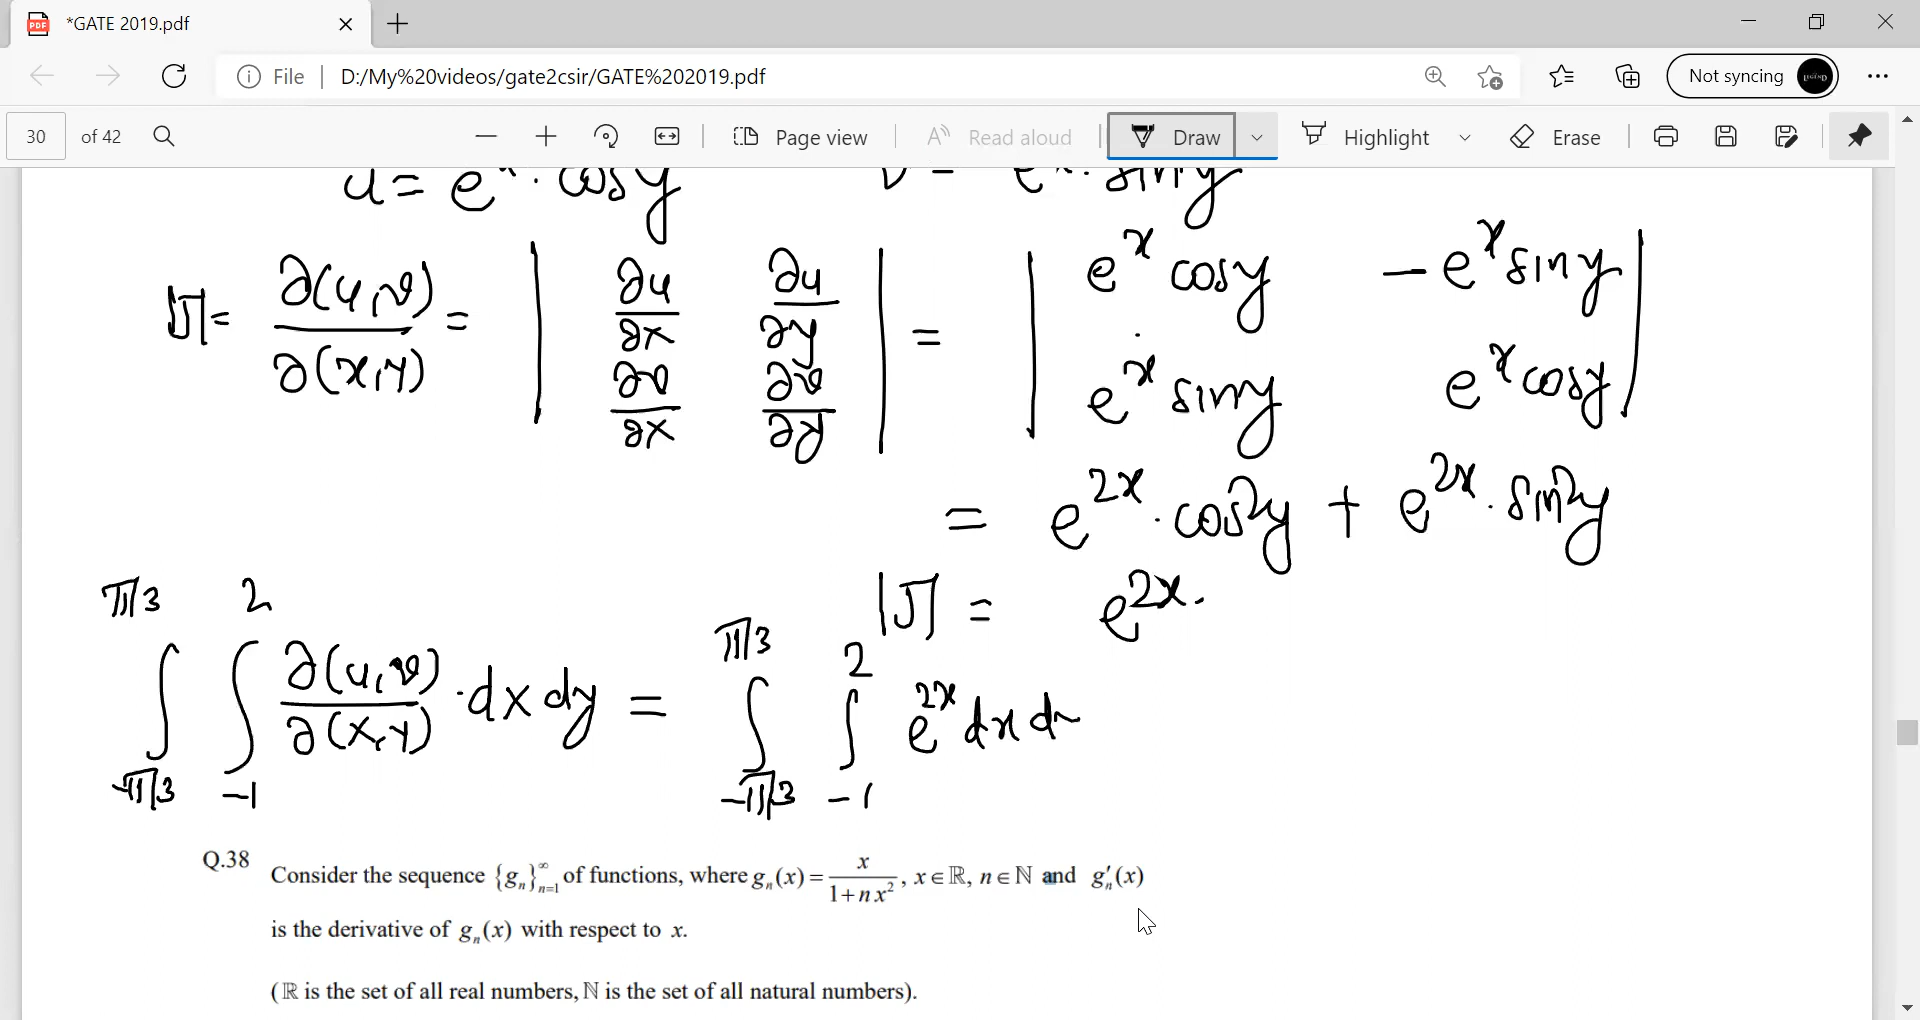 *GATE 2019.pdf
File | D:/My%20videos/gate2csir/GATE%202019.pdf
Not syncing
30 of 42
Page view
Read aloud
Draw
Highlight
Erase
u = e^x · cos y v = e^x · sin y
|J| = ∂(u,v)/∂(x,y) = | ∂u/∂x ∂u/∂y | = | e^x cos y − e^x sin y |
| ∂v/∂x ∂v/∂y | | e^x sin y e^x cos y |
= e^{2x} · cos²y + e^{2x} · sin²y
|J| = e^{2x}.
∫_{-π/3}^{π/3} ∫_{-1}^{2} ∂(u,v)/∂(x,y) · dx dy = ∫_{-π/3}^{π/3} ∫_{-1}^{2} e^{2x} dx d
Q.38 Consider the sequence {g_n}_{n=1}^∞ of functions, where g_n(x) = x/(1+nx²), x∈ℝ, n∈ℕ and g′_n(x)
is the derivative of g_n(x) with respect to x.
(ℝ is the set of all real numbers, ℕ is the set of all natural numbers).